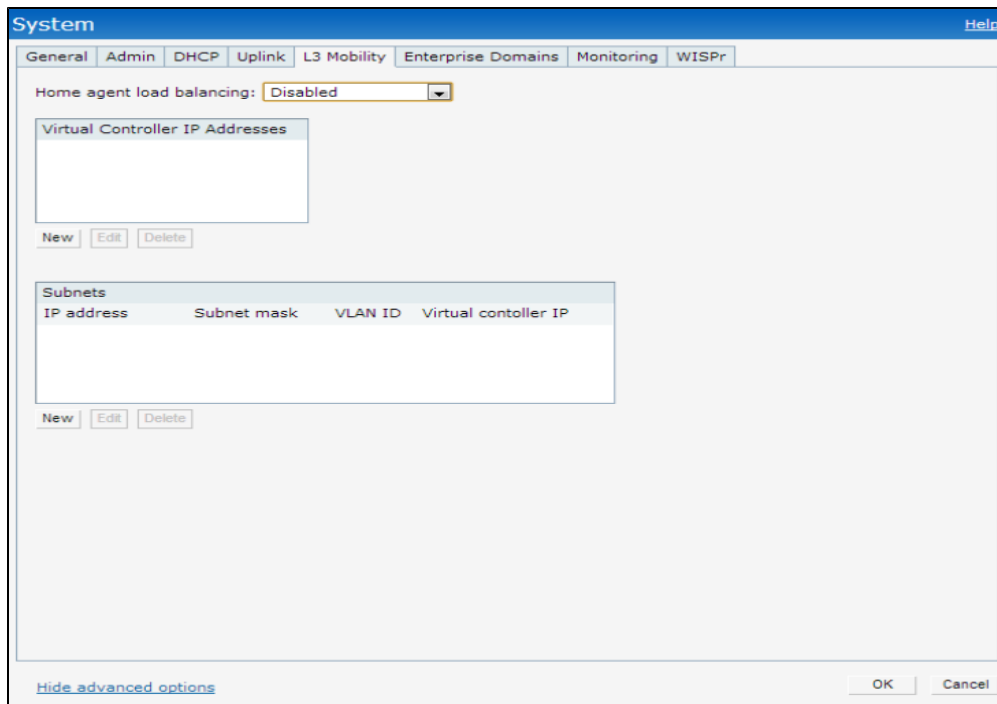 System
Help
General Admin DHCP Uplink L3 Mobility Enterprise Domains Monitoring WISPr
Home agent load balancing: Disabled
Virtual Controller IP Addresses
New Edit Delete
Subnets
IP address Subnet mask VLAN ID Virtual contoller IP
New Edit Delete
Hide advanced options
OK Cancel